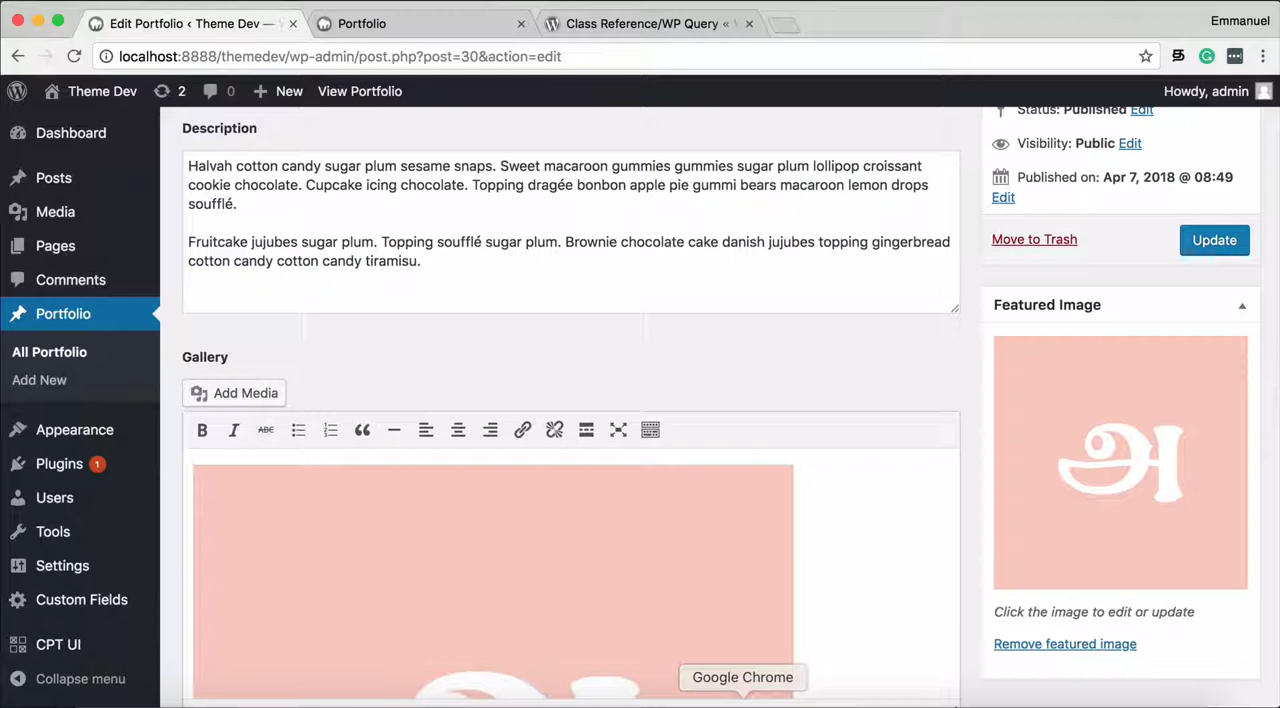 Edit Portfolio ‹ Theme Dev —
Portfolio
Class Reference/WP Query «
Emmanuel
localhost:8888/themedev/wp-admin/post.php?post=30&action=edit
Theme Dev
2
0
New
View Portfolio
Howdy, admin
Dashboard
Posts
Media
Pages
Comments
Portfolio
All Portfolio
Add New
Appearance
Plugins 1
Users
Tools
Settings
Custom Fields
CPT UI
Collapse menu
Description
Halvah cotton candy sugar plum sesame snaps. Sweet macaroon gummies gummies sugar plum lollipop croissant
cookie chocolate. Cupcake icing chocolate. Topping dragée bonbon apple pie gummi bears macaroon lemon drops
soufflé.
Fruitcake jujubes sugar plum. Topping soufflé sugar plum. Brownie chocolate cake danish jujubes topping gingerbread
cotton candy cotton candy tiramisu.
Gallery
Add Media
B I ABC
Google Chrome
Status: Published Edit
Visibility: Public Edit
Published on: Apr 7, 2018 @ 08:49
Edit
Move to Trash
Update
Featured Image
அ
Click the image to edit or update
Remove featured image